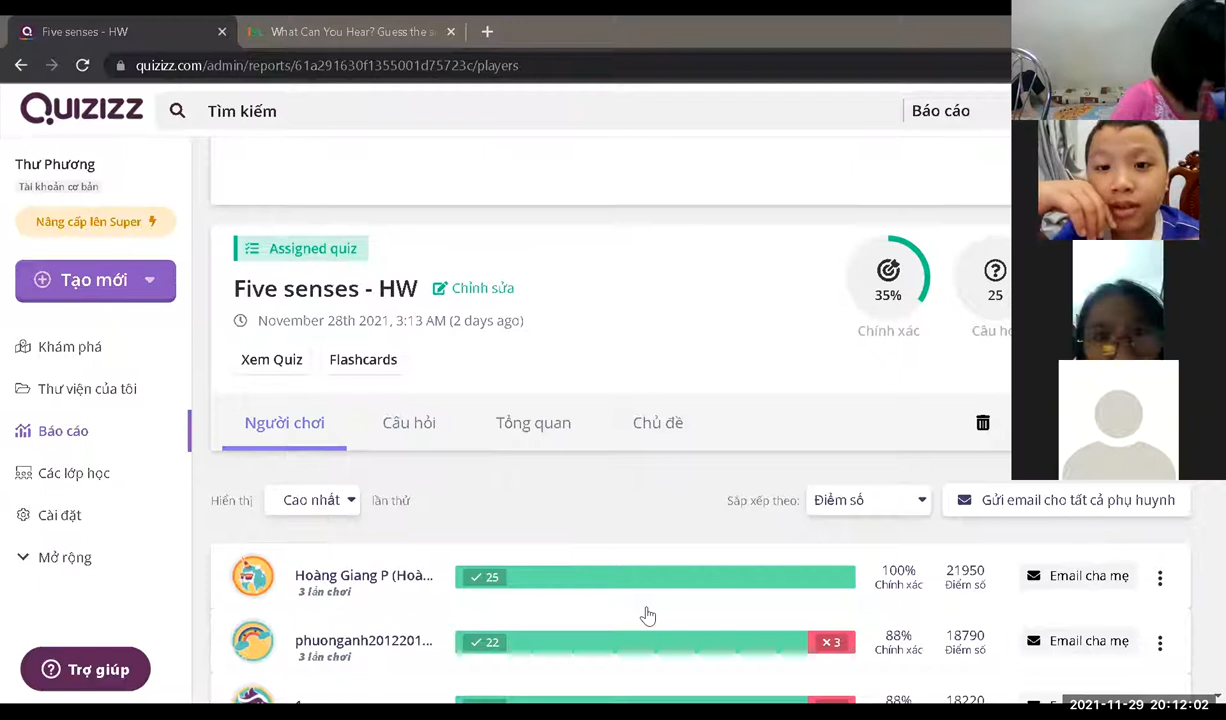 Five senses - HW
What Can You Hear? Guess the s
quizizz.com/admin/reports/61a291630f1355001d75723c/players
QUIZIZZ
Tìm kiếm
Báo cáo
Thư Phương
Tài khoản cơ bản
Nâng cấp lên Super
Tạo mới
Khám phá
Thư viện của tôi
Báo cáo
Các lớp học
Cài đặt
Mở rộng
Trợ giúp
Assigned quiz
Five senses - HW
Chỉnh sửa
November 28th 2021, 3:13 AM (2 days ago)
Xem Quiz
Flashcards
35%
Chính xác
25
Câu hỏ
Người chơi
Câu hỏi
Tổng quan
Chủ đề
Hiển thị
Cao nhất
lần thứ
Sắp xếp theo:
Điểm số
Gửi email cho tất cả phụ huynh
Hoàng Giang P (Hoà...
3 lần chơi
25
100%
Chính xác
21950
Điểm số
Email cha mẹ
phuonganh2012201...
3 lần chơi
22
3
88%
Chính xác
18790
Điểm số
Email cha mẹ
88%
18220
2021-11-29 20:12:02